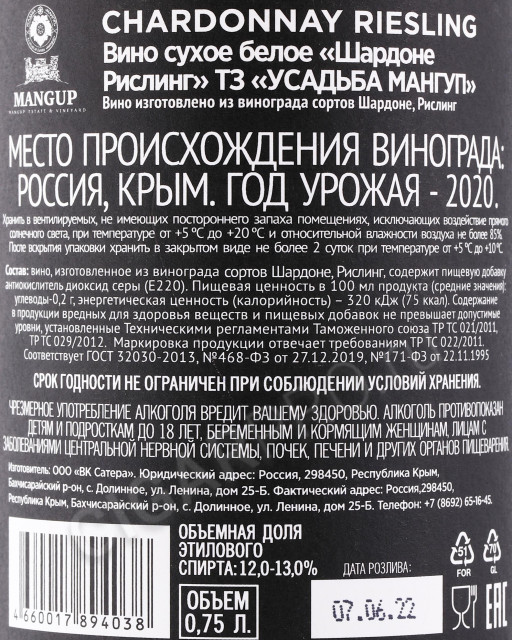 CHARDONNAY RIESLING
Вино сухое белое «Шардоне
Рислинг» ТЗ «УСАДЬБА МАНГУП»
Вино изготовлено из винограда сортов Шардоне, Рислинг
MANGUP
MANGUP ESTATE & VINEYARD
МЕСТО ПРОИСХОЖДЕНИЯ ВИНОГРАДА:
РОССИЯ, КРЫМ. ГОД УРОЖАЯ - 2020.
Хранить в вентилируемых, не имеющих постороннего запаха помещениях, исключающих воздействие прямого
солнечного света, при температуре от +5°С до +20°С и относительной влажности воздуха не более 85%.
После вскрытия упаковки хранить в закрытом виде не более 2 суток при температуре от +5°С до +10°С.
Состав: вино, изготовленное из винограда сортов Шардоне, Рислинг, содержит пищевую добавку
антиокислитель диоксид серы (Е220). Пищевая ценность в 100 мл продукта (средние значения):
углеводы-0,2 г, энергетическая ценность (калорийность) – 320 кДж (75 ккал). Содержание
в продукции вредных для здоровья веществ и пищевых добавок не превышает допустимые
уровни, установленные Техническими регламентами Таможенного союза ТР ТС 021/2011,
ТР ТС 029/2012. Маркировка продукции отвечает требованиям ТР ТС 022/2011.
Соответствует ГОСТ 32030-2013, №468-ФЗ от 27.12.2019, №171-ФЗ от 22.11.1995
СРОК ГОДНОСТИ НЕ ОГРАНИЧЕН ПРИ СОБЛЮДЕНИИ УСЛОВИЙ ХРАНЕНИЯ.
ЧРЕЗМЕРНОЕ УПОТРЕБЛЕНИЕ АЛКОГОЛЯ ВРЕДИТ ВАШЕМУ ЗДОРОВЬЮ. АЛКОГОЛЬ ПРОТИВОПОКАЗАН
ДЕТЯМ И ПОДРОСТКАМ ДО 18 ЛЕТ, БЕРЕМЕННЫМ И КОРМЯЩИМ ЖЕНЩИНАМ, ЛИЦАМ С
ЗАБОЛЕВАНИЯМИ ЦЕНТРАЛЬНОЙ НЕРВНОЙ СИСТЕМЫ, ПОЧЕК, ПЕЧЕНИ И ДРУГИХ ОРГАНОВ ПИЩЕВАРЕНИЯ.
Изготовитель: ООО «ВК Сатера». Юридический адрес: Россия, 298450, Республика Крым,
Бахчисарайский р-он, с. Долинное, ул. Ленина, дом 25-Б. Фактический адрес: Россия,298450,
Республика Крым, Бахчисарайский р-он, с. Долинное, ул. Ленина, дом 25-Б. Телефон: +7 (8692) 65-16-45.
ОБЪЕМНАЯ ДОЛЯ
ЭТИЛОВОГО
СПИРТА:12,0-13,0%
ОБЪЕМ
0,75 Л.
ДАТА РОЗЛИВА:
07.06.22
51
FOR
70
GL
EAC
4 660017 894038